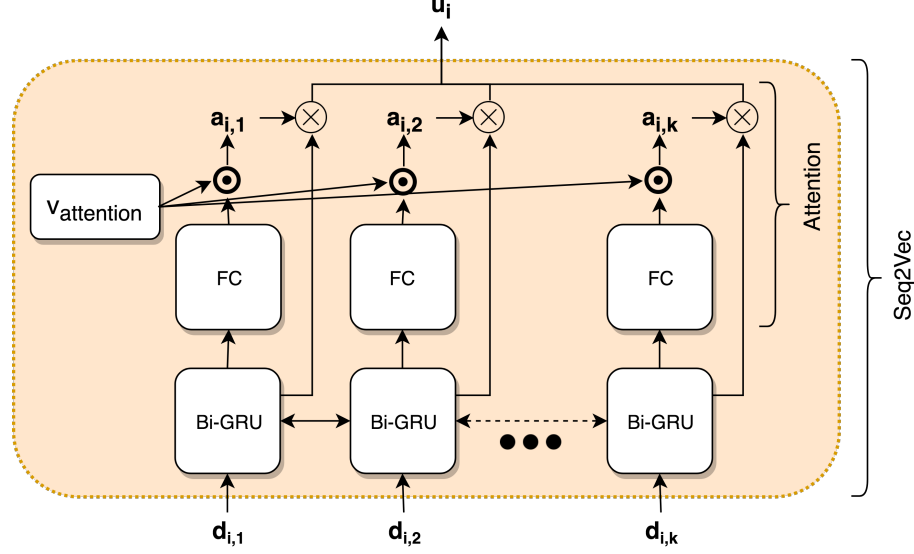 u_i
a_i,1
a_i,2
a_i,k
v_attention
FC
FC
FC
Bi-GRU
Bi-GRU
Bi-GRU
d_i,1
d_i,2
d_i,k
Attention
Seq2Vec